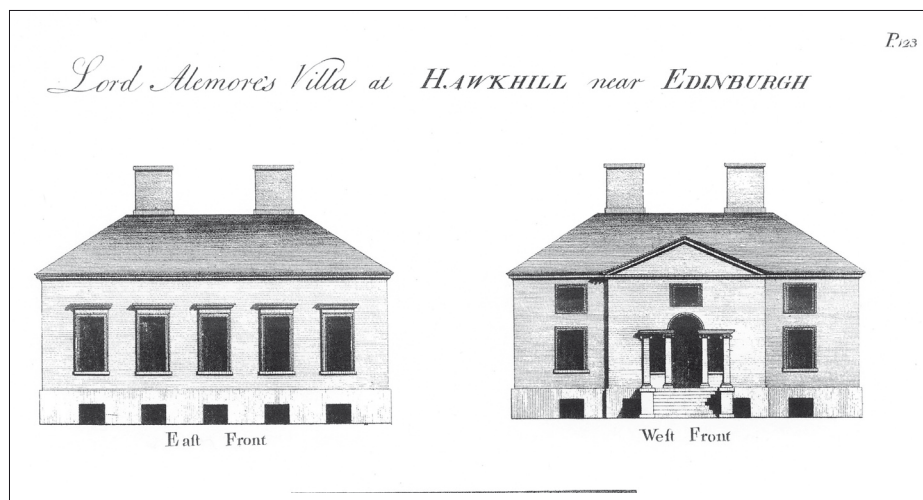 P. 123
Lord Alemore's Villa at HAWKHILL near EDINBURGH
Eaſt Front
Weſt Front